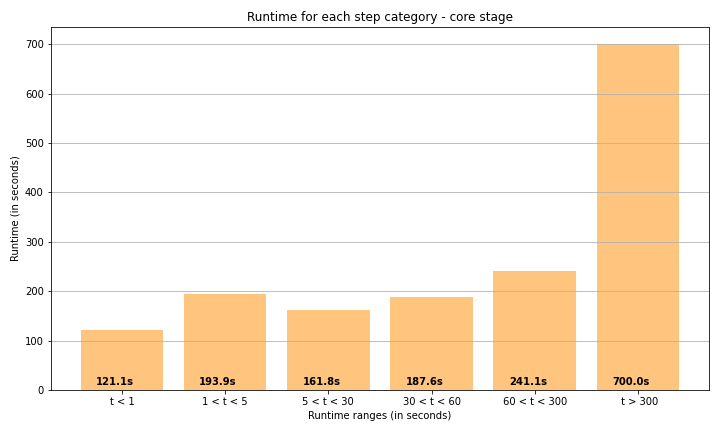 Runtime for each step category - core stage
Runtime (in seconds)
700
600
500
400
300
200
100
0
121.1s
193.9s
161.8s
187.6s
241.1s
700.0s
t < 1
1 < t < 5
5 < t < 30
30 < t < 60
60 < t < 300
t > 300
Runtime ranges (in seconds)